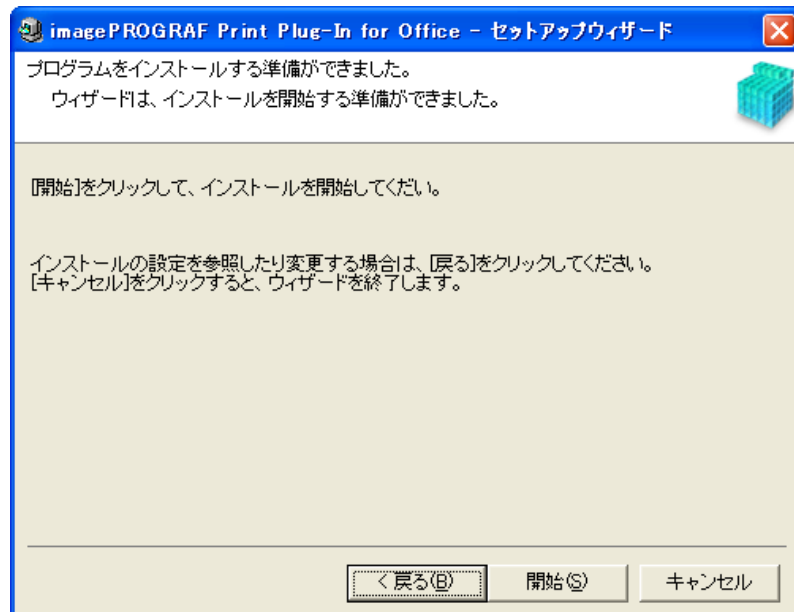 imagePROGRAF Print Plug-In for Office - セットアップウィザード
プログラムをインストールする準備ができました。
ウィザードは、インストールを開始する準備ができました。
[開始]をクリックして、インストールを開始してくだい。
インストールの設定を参照したり変更する場合は、[戻る]をクリックしてください。
[キャンセル]をクリックすると、ウィザードを終了します。
< 戻る(B) 開始(S) キャンセル